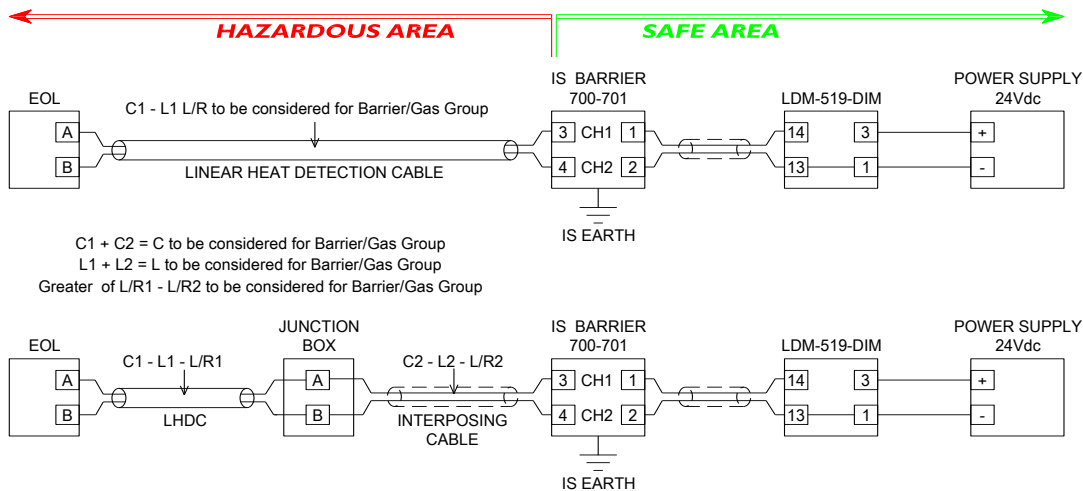 HAZARDOUS AREA
SAFE AREA
IS BARRIER
700-701
POWER SUPPLY
24Vdc
EOL
LDM-519-DIM
C1 - L1 L/R to be considered for Barrier/Gas Group
A
B
3 CH1 1
4 CH2 2
14 3
13 1
+
-
LINEAR HEAT DETECTION CABLE
IS EARTH
C1 + C2 = C to be considered for Barrier/Gas Group
L1 + L2 = L to be considered for Barrier/Gas Group
Greater of L/R1 - L/R2 to be considered for Barrier/Gas Group
JUNCTION
BOX
IS BARRIER
700-701
POWER SUPPLY
24Vdc
EOL
LDM-519-DIM
C1 - L1 - L/R1
C2 - L2 - L/R2
A
B
A
B
3 CH1 1
4 CH2 2
14 3
13 1
+
-
LHDC
INTERPOSING
CABLE
IS EARTH